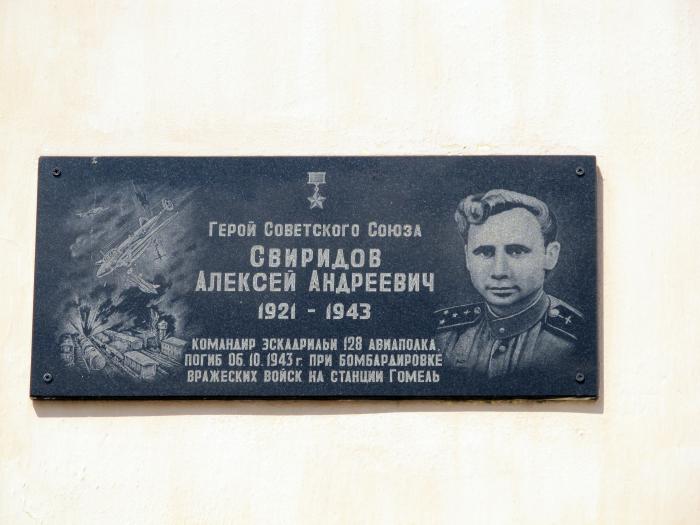 Герой Советского Союза
Свиридов
Алексей Андреевич
1921 - 1943
командир эскадрильи 128 авиаполка,
погиб 06.10.1943 г. при бомбардировке
вражеских войск на станции Гомель